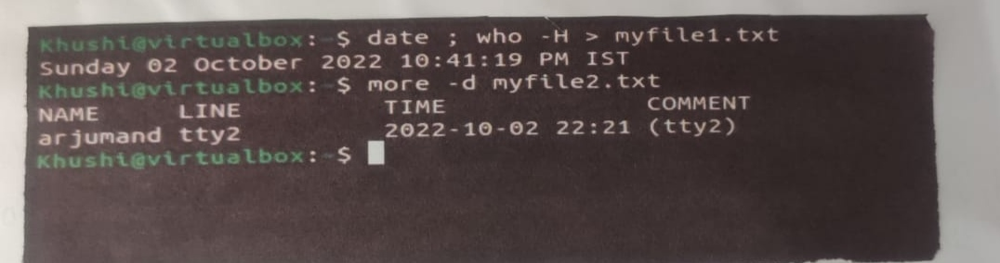 Khushi@virtualbox:~$ date ; who -H > myfile1.txt
Sunday 02 October 2022 10:41:19 PM IST
Khushi@virtualbox:~$ more -d myfile2.txt
NAME LINE TIME COMMENT
arjumand tty2 2022-10-02 22:21 (tty2)
Khushi@virtualbox:~$